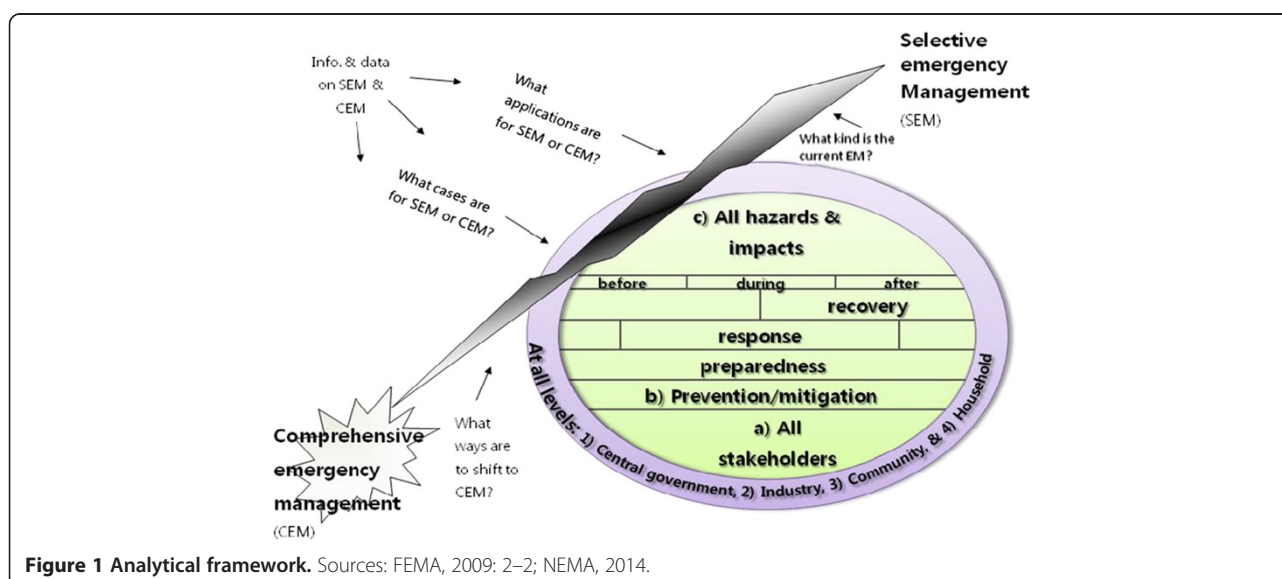 Info. & data
on SEM &
CEM
What
applications are
for SEM or CEM?
What cases are
for SEM or CEM?
Selective
emergency
Management
(SEM)
What kind is the
current EM?
c) All hazards &
impacts
before during after
recovery
response
preparedness
b) Prevention/mitigation
a) All
stakeholders
At all levels: 1) Central government, 2) Industry, 3) Community, & 4) Household
Comprehensive
emergency
management
(CEM)
What
ways are
to shift to
CEM?
Figure 1 Analytical framework. Sources: FEMA, 2009: 2–2; NEMA, 2014.